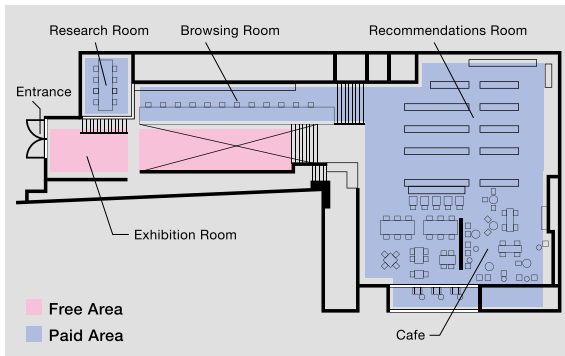 Research Room
Browsing Room
Recommendations Room
Entrance
Exhibition Room
Free Area
Paid Area
Cafe